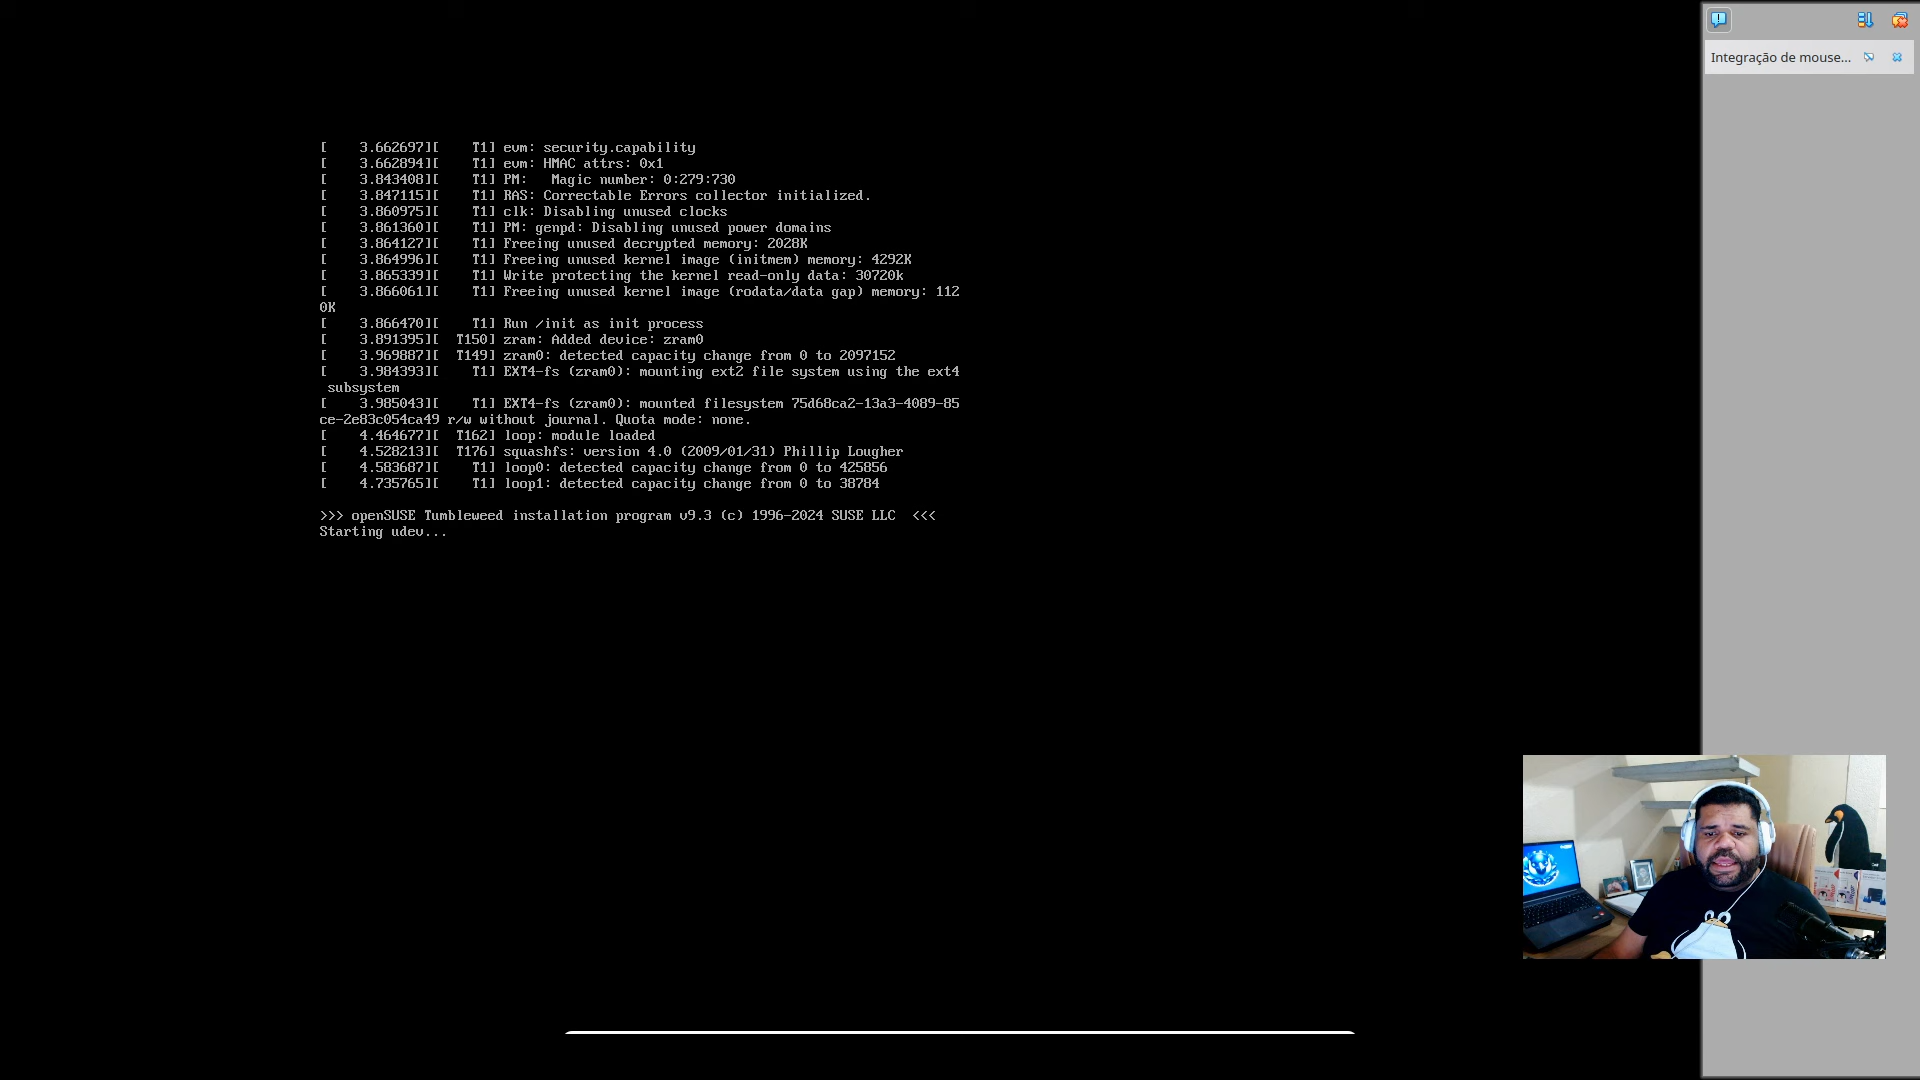 Integração de mouse...
[    3.662697][    T1] evm: security.capability
[    3.662894][    T1] evm: HMAC attrs: 0x1
[    3.843408][    T1] PM:   Magic number: 0:279:730
[    3.847115][    T1] RAS: Correctable Errors collector initialized.
[    3.860975][    T1] clk: Disabling unused clocks
[    3.861360][    T1] PM: genpd: Disabling unused power domains
[    3.864127][    T1] Freeing unused decrypted memory: 2028K
[    3.864996][    T1] Freeing unused kernel image (initmem) memory: 4292K
[    3.865339][    T1] Write protecting the kernel read-only data: 30720k
[    3.866061][    T1] Freeing unused kernel image (rodata/data gap) memory: 112
0K
[    3.866470][    T1] Run /init as init process
[    3.891395][  T150] zram: Added device: zram0
[    3.969887][  T149] zram0: detected capacity change from 0 to 2097152
[    3.984393][    T1] EXT4-fs (zram0): mounting ext2 file system using the ext4
 subsystem
[    3.985043][    T1] EXT4-fs (zram0): mounted filesystem 75d68ca2-13a3-4089-85
ce-2e83c054ca49 r/w without journal. Quota mode: none.
[    4.464677][  T162] loop: module loaded
[    4.528213][  T176] squashfs: version 4.0 (2009/01/31) Phillip Lougher
[    4.583687][    T1] loop0: detected capacity change from 0 to 425856
[    4.735765][    T1] loop1: detected capacity change from 0 to 38784
>>> openSUSE Tumbleweed installation program v9.3 (c) 1996-2024 SUSE LLC  <<<
Starting udev...